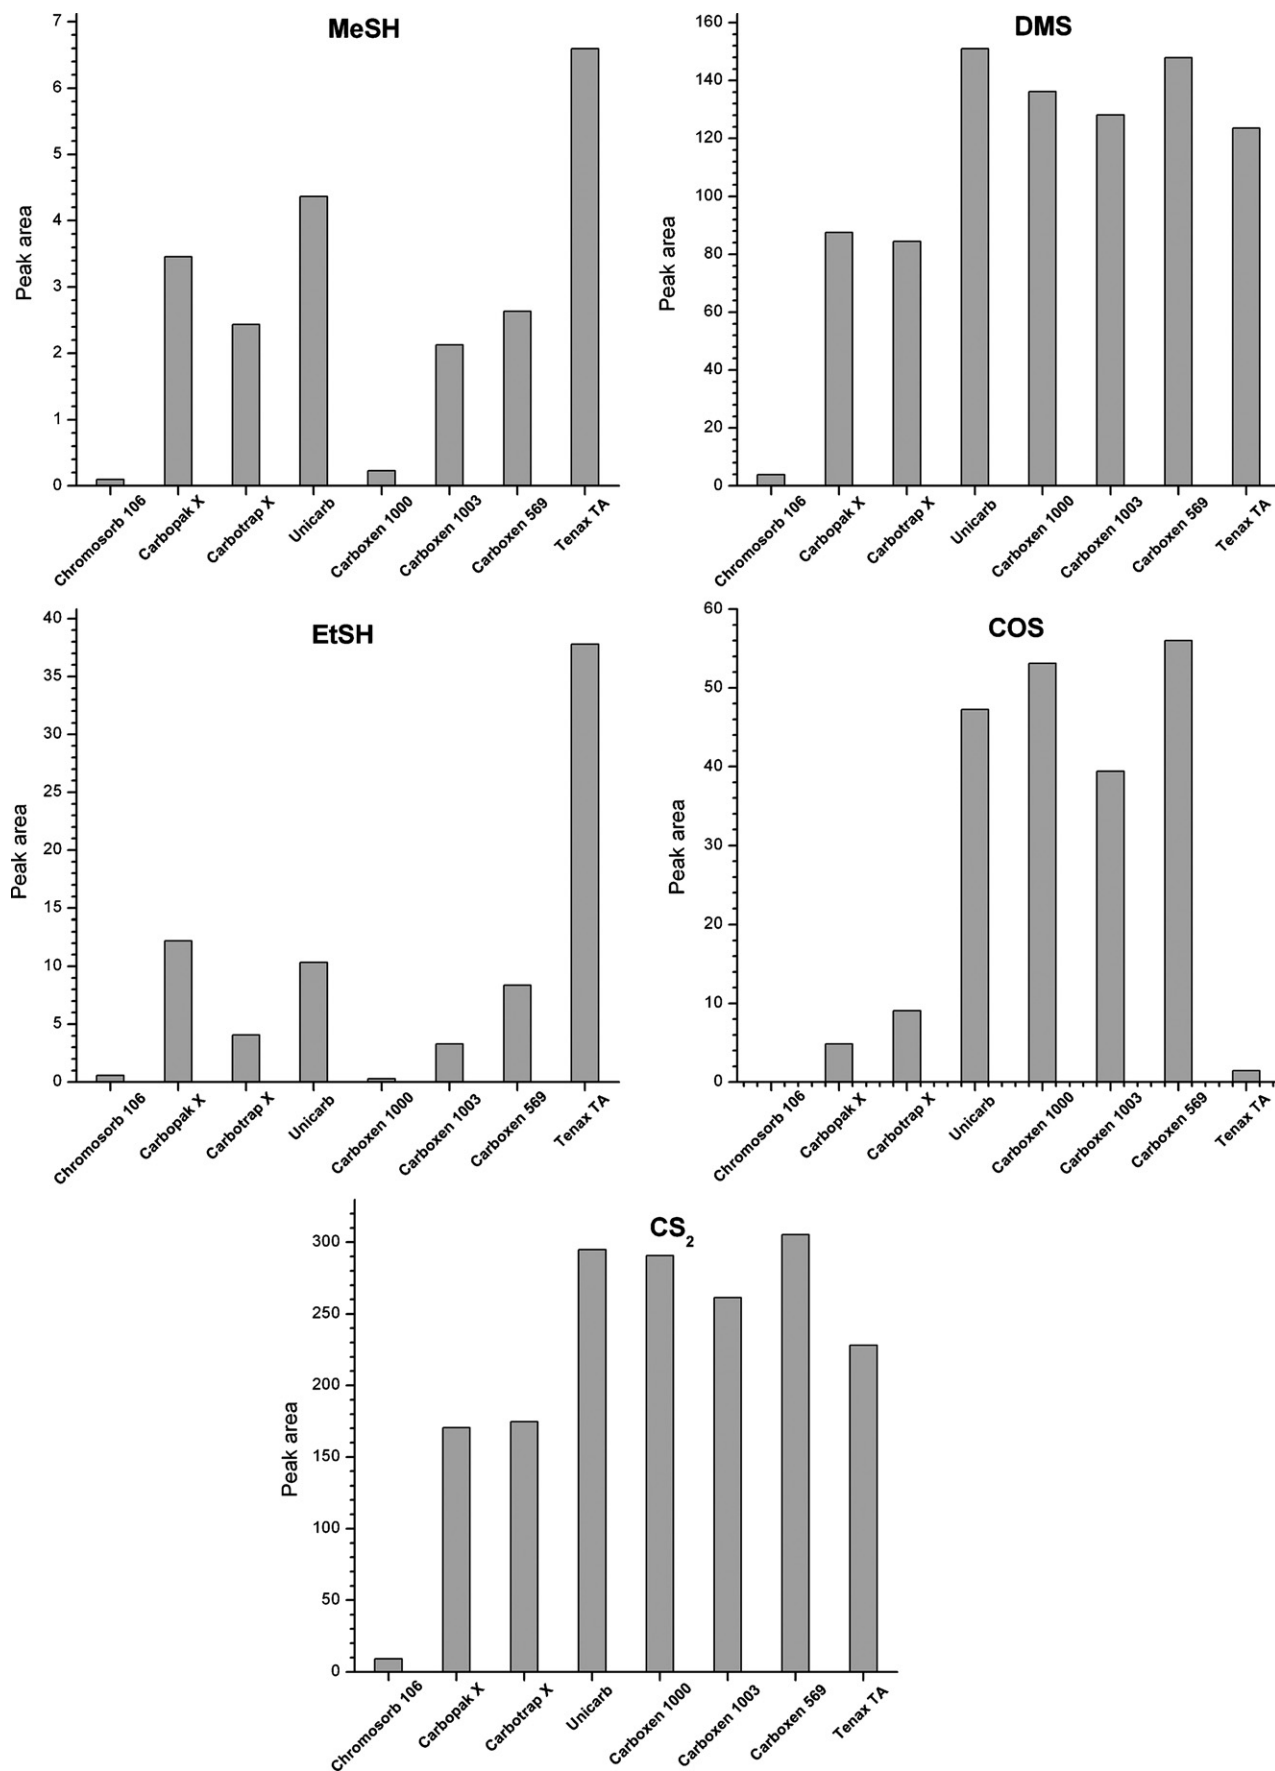 MeSH
7
6
5
4
3
2
1
0
Peak area
Chromosorb 106
Carbopak X
Carbotrap X
Unicarb
Carboxen 1000
Carboxen 1003
Carboxen 569
Tenax TA
DMS
160
140
120
100
80
60
40
20
0
Peak area
Chromosorb 106
Carbopak X
Carbotrap X
Unicarb
Carboxen 1000
Carboxen 1003
Carboxen 569
Tenax TA
EtSH
40
35
30
25
20
15
10
5
0
Peak area
Chromosorb 106
Carbopak X
Carbotrap X
Unicarb
Carboxen 1000
Carboxen 1003
Carboxen 569
Tenax TA
COS
60
50
40
30
20
10
0
Peak area
Chromosorb 106
Carbopak X
Carbotrap X
Unicarb
Carboxen 1000
Carboxen 1003
Carboxen 569
Tenax TA
CS₂
300
250
200
150
100
50
0
Peak area
Chromosorb 106
Carbopak X
Carbotrap X
Unicarb
Carboxen 1000
Carboxen 1003
Carboxen 569
Tenax TA